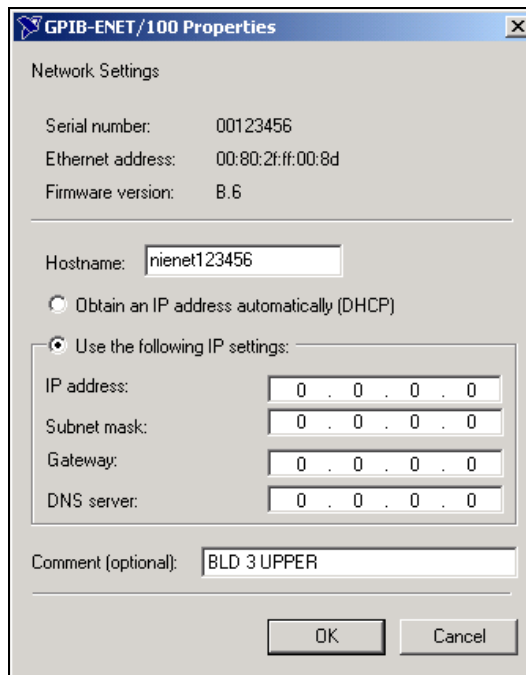 GPIB-ENET/100 Properties
Network Settings
Serial number: 00123456
Ethernet address: 00:80:2f:ff:00:8d
Firmware version: B.6
Hostname: nienet123456
Obtain an IP address automatically (DHCP)
Use the following IP settings:
IP address: 0 . 0 . 0 . 0
Subnet mask: 0 . 0 . 0 . 0
Gateway: 0 . 0 . 0 . 0
DNS server: 0 . 0 . 0 . 0
Comment (optional): BLD 3 UPPER
OK Cancel